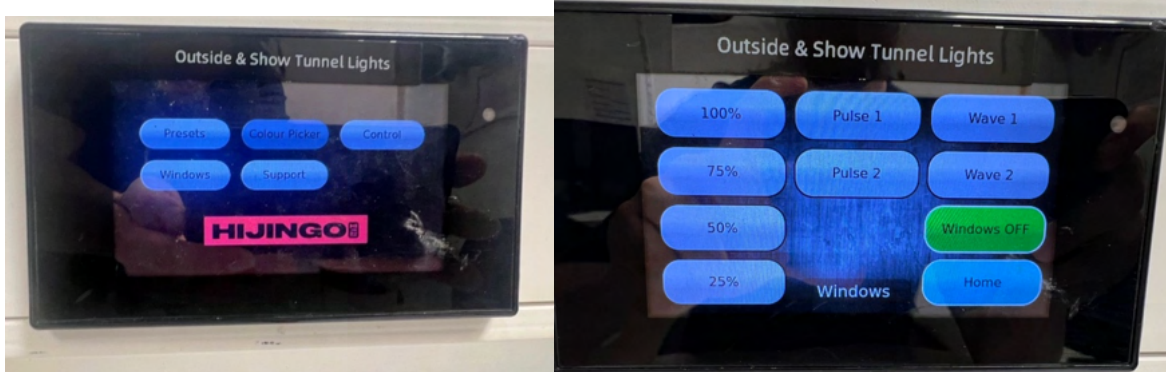 Outside & Show Tunnel Lights
Presets Colour Picker Control
Windows Support
HIJINGO
Outside & Show Tunnel Lights
100% Pulse 1 Wave 1
75% Pulse 2 Wave 2
50% Windows OFF
25% Windows Home